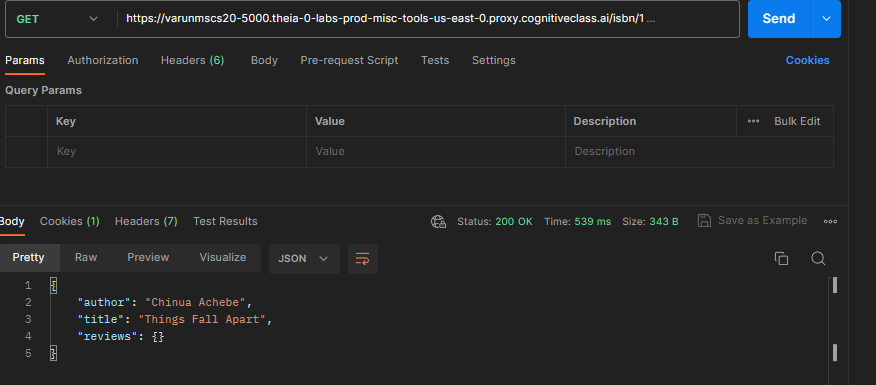 GET https://varunmscs20-5000.theia-0-labs-prod-misc-tools-us-east-0.proxy.cognitiveclass.ai/isbn/1 ... Send
Params Authorization Headers (6) Body Pre-request Script Tests Settings Cookies
Query Params
Key Value Description ••• Bulk Edit
Key Value Description
Body Cookies (1) Headers (7) Test Results Status: 200 OK Time: 539 ms Size: 343 B Save as Example
Pretty Raw Preview Visualize JSON
1 {
2 "author": "Chinua Achebe",
3 "title": "Things Fall Apart",
4 "reviews": {}
5 }